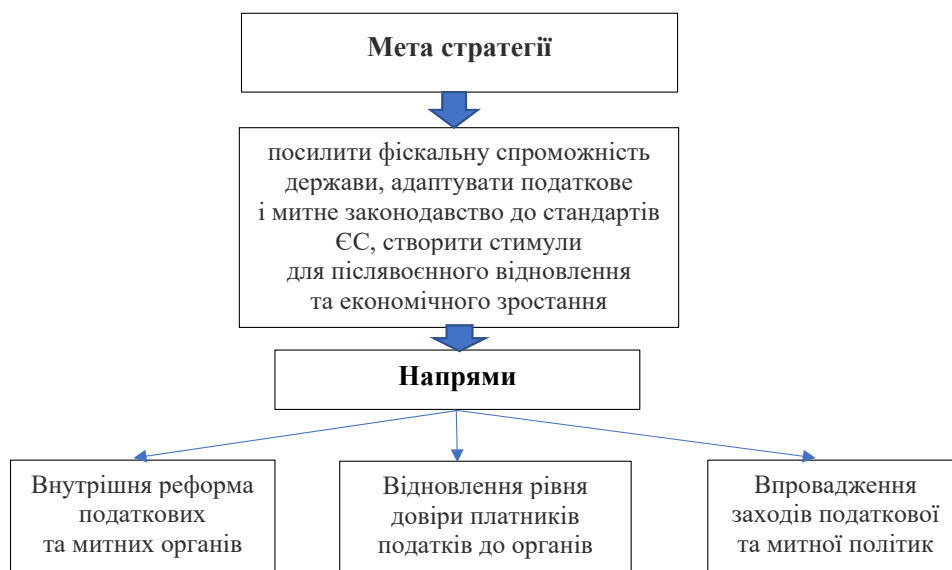 Мета стратегії
посилити фіскальну спроможність
держави, адаптувати податкове
і митне законодавство до стандартів
ЄС, створити стимули
для післявоєнного відновлення
та економічного зростання
Напрями
Внутрішня реформа
податкових
та митних органів
Відновлення рівня
довіри платників
податків до органів
Впровадження
заходів податкової
та митної політик